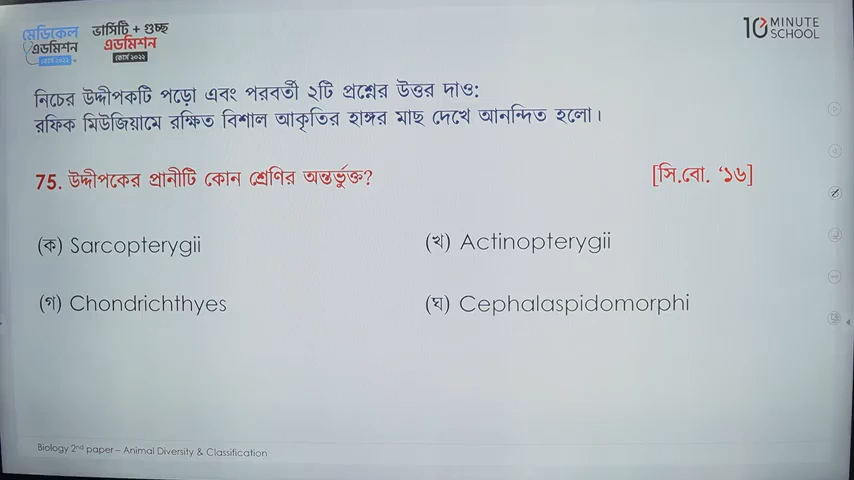 মেডিকেল
এডমিশন
কোর্স ২০২২
ভার্সিটি + গুচ্ছ
এডমিশন
কোর্স ২০২২
10 MINUTE SCHOOL
নিচের উদ্দীপকটি পড়ো এবং পরবর্তী ২টি প্রশ্নের উত্তর দাও:
রফিক মিউজিয়ামে রক্ষিত বিশাল আকৃতির হাঙ্গর মাছ দেখে আনন্দিত হলো।
75. উদ্দীপকের প্রানীটি কোন শ্রেণির অন্তর্ভুক্ত? [সি.বো. ‘১৬]
(ক) Sarcopterygii (খ) Actinopterygii
(গ) Chondrichthyes (ঘ) Cephalaspidomorphi
Biology 2nd paper – Animal Diversity & Classification